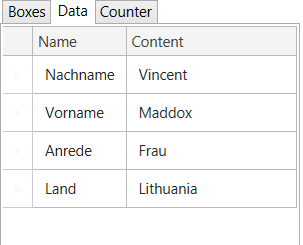 Boxes Data Counter
Name Content
Nachname Vincent
Vorname Maddox
Anrede Frau
Land Lithuania